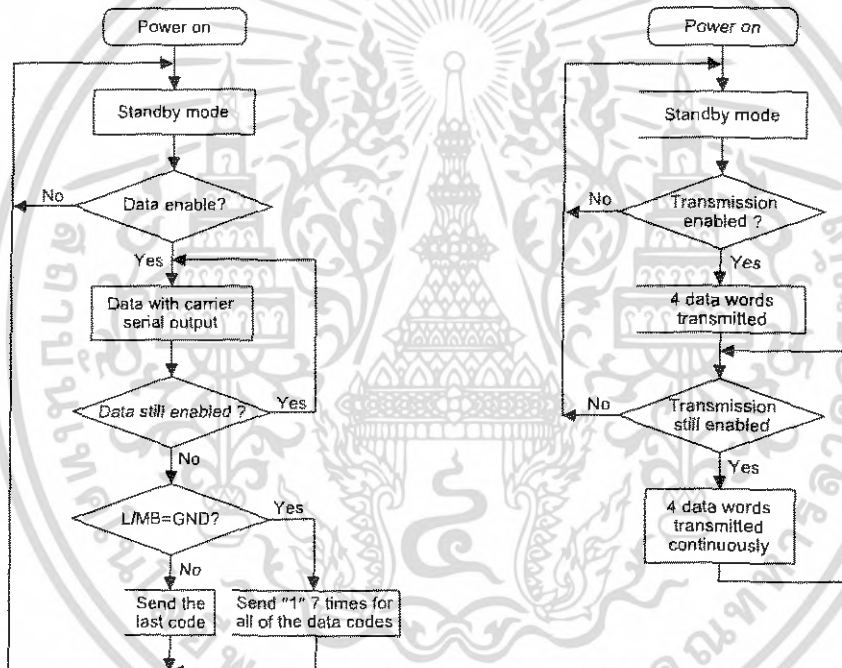 Power on
Standby mode
No
Data enable?
Yes
Data with carrier
serial output
Data still enabled ?
Yes
No
L/MB=GND?
Yes
No
Send the
last code
Send "1" 7 times for
all of the data codes
Power on
Standby mode
No
Transmission
enabled ?
Yes
4 data words
transmitted
No
Transmission
still enabled
Yes
4 data words
transmitted
continuously